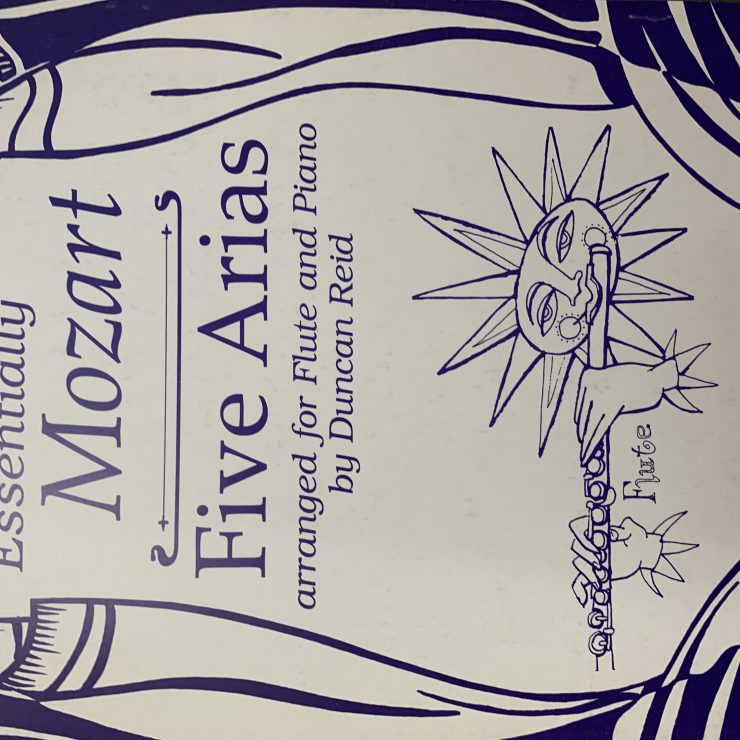 Essentially
Mozart
Five Arias
arranged for Flute and Piano
by Duncan Reid
Flute